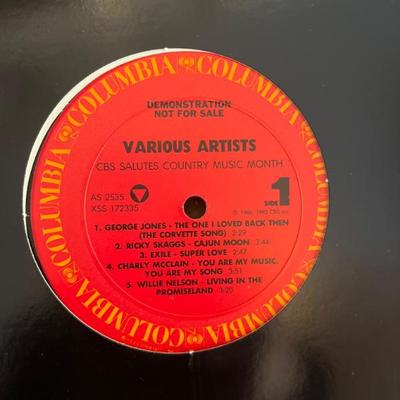 COLUMBIA COLUMBIA COLUMBIA COLUMBIA COLUMBIA COLUMBIA
DEMONSTRATION
NOT FOR SALE
VARIOUS ARTISTS
CBS SALUTES COUNTRY MUSIC MONTH
AS 2535
XSS 172335
SIDE 1
1. GEORGE JONES - THE ONE I LOVED BACK THEN
(THE CORVETTE SONG) 2:29
2. RICKY SKAGGS - CAJUN MOON 3:44
3. EXILE - SUPER LOVE 2:47
4. CHARLY MCCLAIN - YOU ARE MY MUSIC,
YOU ARE MY SONG 3:51
5. WILLIE NELSON - LIVING IN THE
PROMISELAND 3:20